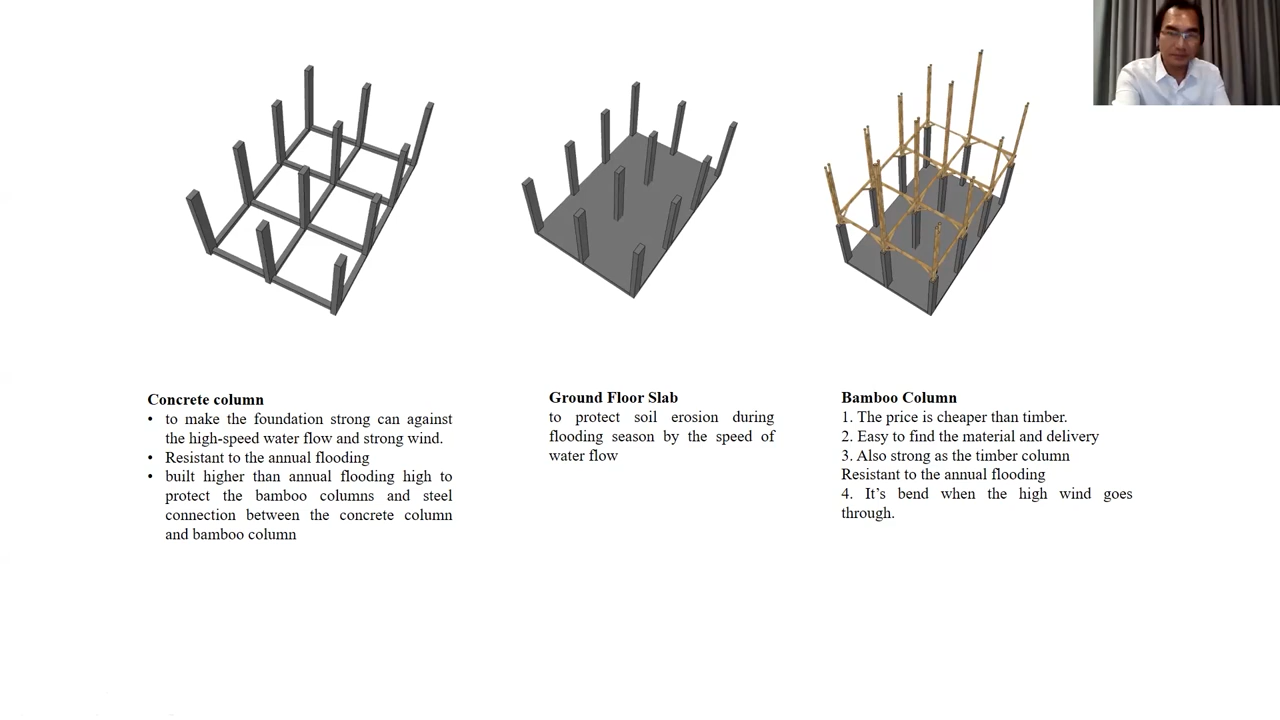 Concrete column
• to make the foundation strong can against
the high-speed water flow and strong wind.
• Resistant to the annual flooding
• built higher than annual flooding high to
protect the bamboo columns and steel
connection between the concrete column
and bamboo column
Ground Floor Slab
to protect soil erosion during
flooding season by the speed of
water flow
Bamboo Column
1. The price is cheaper than timber.
2. Easy to find the material and delivery
3. Also strong as the timber column
Resistant to the annual flooding
4. It’s bend when the high wind goes
through.